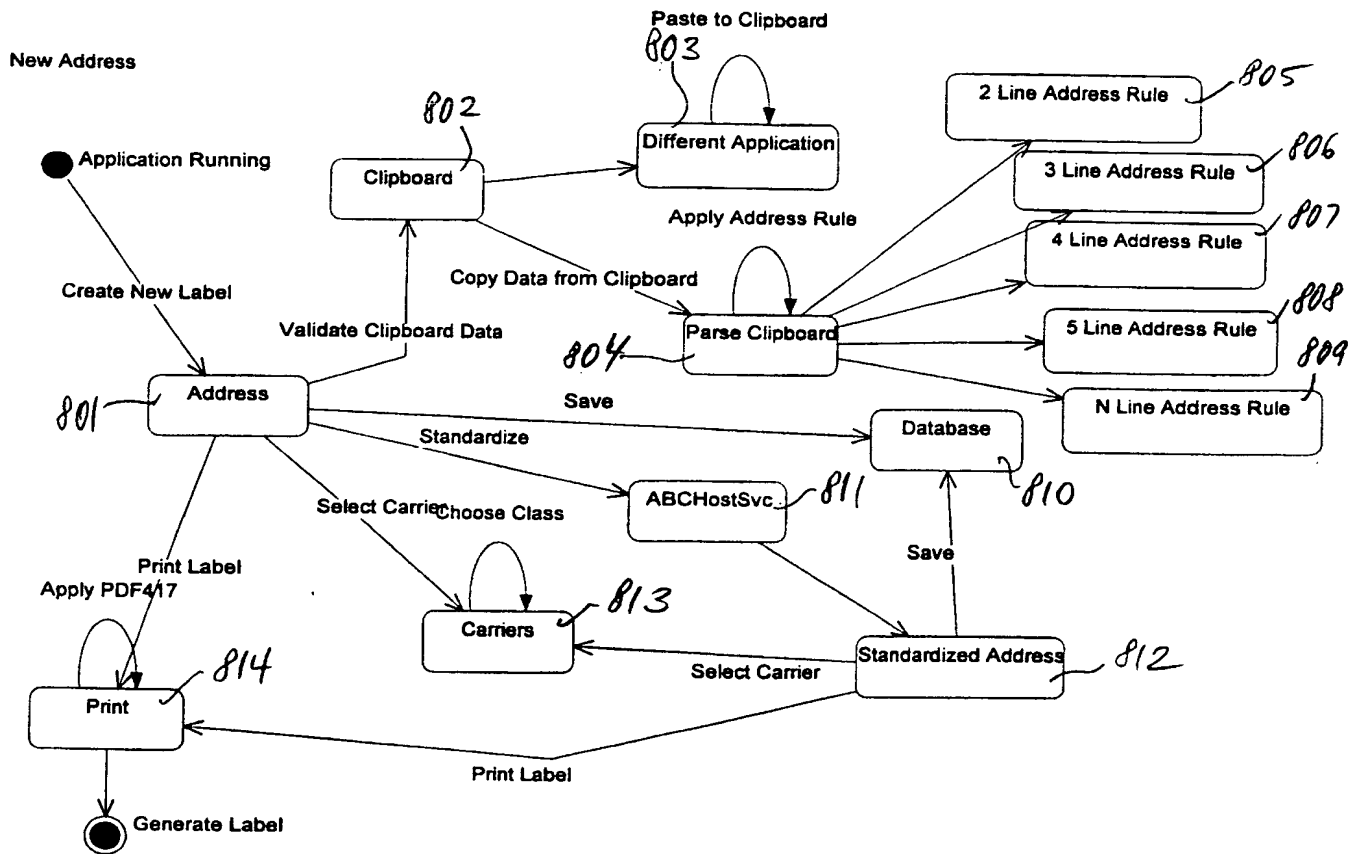 Paste to Clipboard
803
New Address
805
2 Line Address Rule
802
Different Application
806
Application Running
Clipboard
3 Line Address Rule
807
Apply Address Rule
4 Line Address Rule
Copy Data from Clipboard
Create New Label
808
Validate Clipboard Data
Parse Clipboard
5 Line Address Rule
804
809
Address
Save
N Line Address Rule
801
Standardize
Database
ABCHostSvc
811
810
Select Carrier
Choose Class
Save
Print Label
Apply PDF417
813
Carriers
Standardized Address
812
814
Select Carrier
Print
Print Label
Generate Label